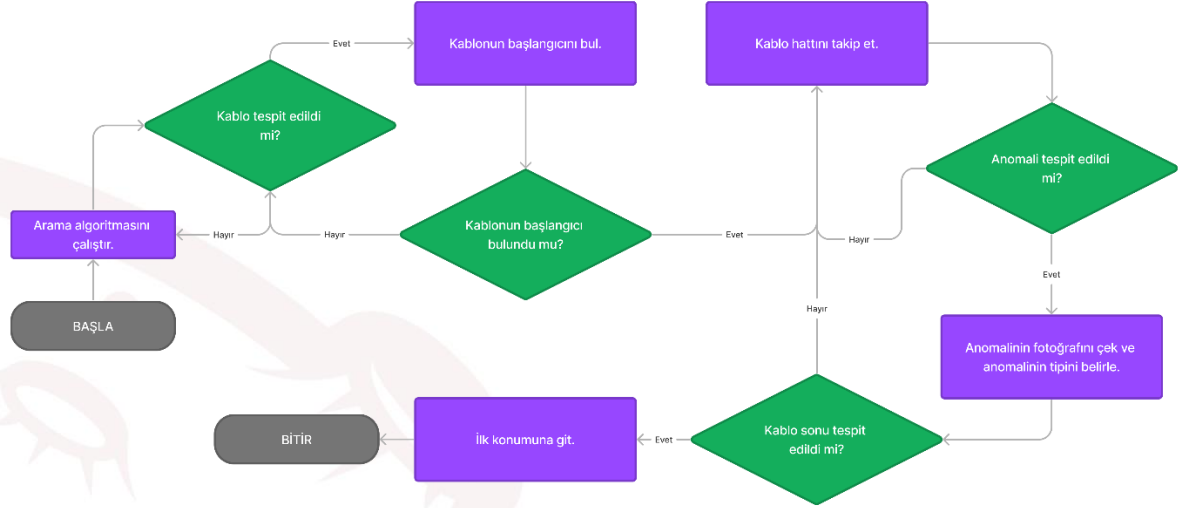 Evet
Kablonun başlangıcını bul.
Kablo hattını takip et.
Kablo tespit edildi
mi?
Anomali tespit edildi
mi?
Arama algoritmasını
çalıştır.
Hayır
Hayır
Kablonun başlangıcı
bulundu mu?
Evet
Hayır
Evet
BAŞLA
Hayır
Anomalinin fotoğrafını çek ve
anomalinin tipini belirle.
BİTİR
İlk konumuna git.
Evet
Kablo sonu tespit
edildi mi?